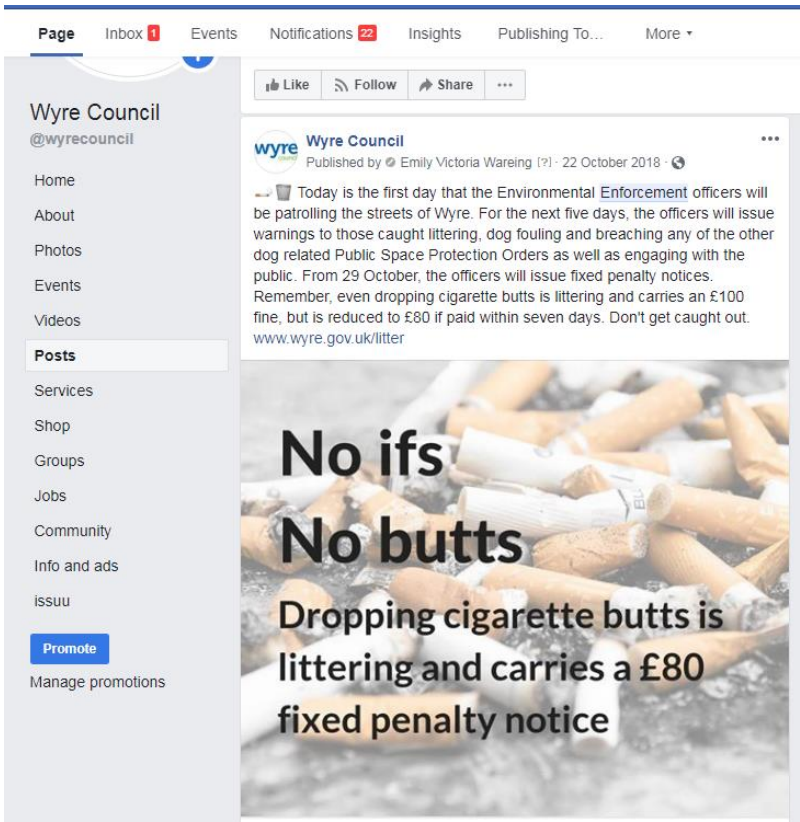 Page Inbox 1 Events Notifications 22 Insights Publishing To... More
Like Follow Share ...
Wyre Council
@wyrecouncil
Home
About
Photos
Events
Videos
Posts
Services
Shop
Groups
Jobs
Community
Info and ads
issuu
Promote
Manage promotions
wyre
council
Wyre Council
Published by Emily Victoria Wareing [?] · 22 October 2018 ·
Today is the first day that the Environmental Enforcement officers will
be patrolling the streets of Wyre. For the next five days, the officers will issue
warnings to those caught littering, dog fouling and breaching any of the other
dog related Public Space Protection Orders as well as engaging with the
public. From 29 October, the officers will issue fixed penalty notices.
Remember, even dropping cigarette butts is littering and carries an £100
fine, but is reduced to £80 if paid within seven days. Don't get caught out.
www.wyre.gov.uk/litter
No ifs
No butts
Dropping cigarette butts is
littering and carries a £80
fixed penalty notice